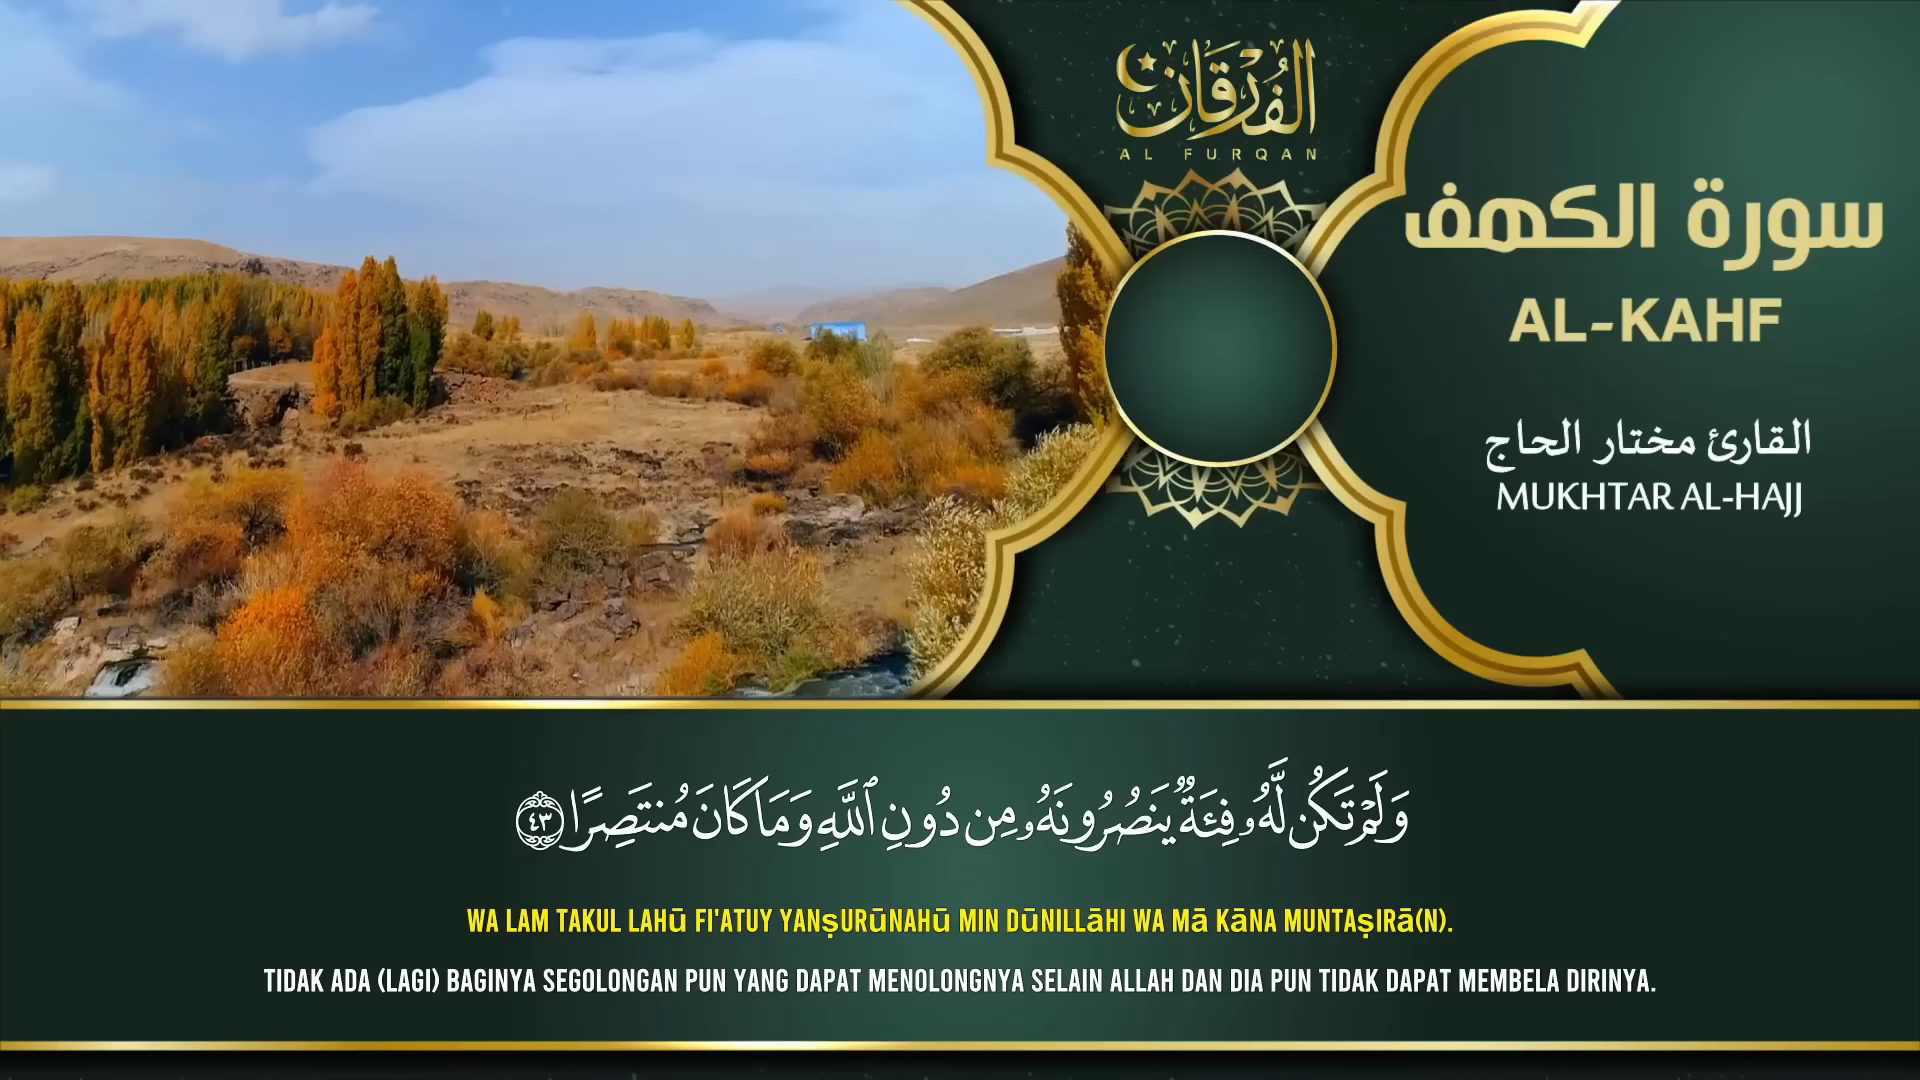 الفرقان
AL FURQAN
سورة الكهف
AL-KAHF
القارئ مختار الحاج
MUKHTAR AL-HAJJ
وَلَمْ تَكُن لَّهُۥ فِئَةٌ يَنصُرُونَهُۥ مِن دُونِ ٱللَّهِ وَمَا كَانَ مُنتَصِرًا ٤٣
WA LAM TAKUL LAHŪ FI'ATUY YANṣURŪNAHŪ MIN DŪNILLāHI WA Mā KāNA MUNTAṣIRā(N).
TIDAK ADA (LAGI) BAGINYA SEGOLONGAN PUN YANG DAPAT MENOLONGNYA SELAIN ALLAH DAN DIA PUN TIDAK DAPAT MEMBELA DIRINYA.